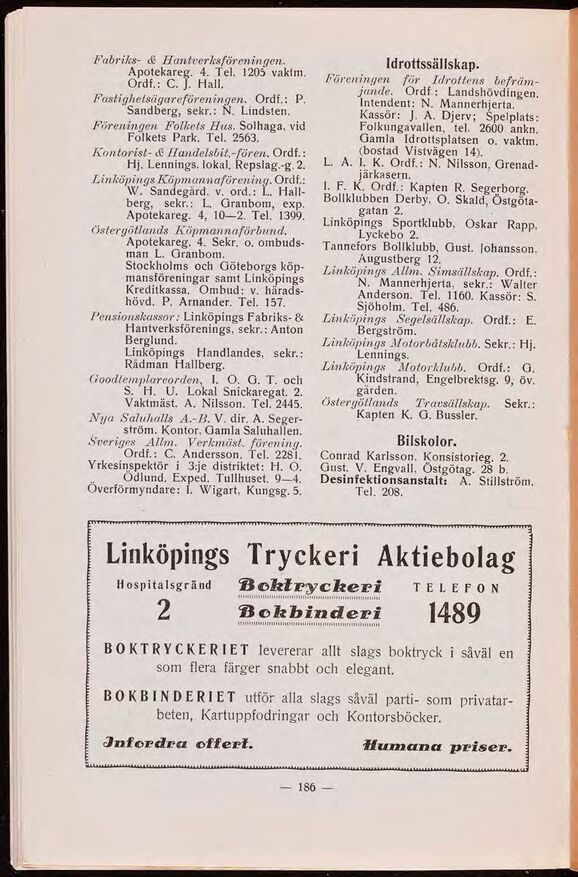 Fabriks- & Hantverksföreningen.
Apotekareg. 4. Tel. 1205 vaktm.
Ordf.: C. J. Hall.
Fastighetsägareföreningen. Ordf.: P.
Sandberg, sekr.: N. Lindsten.
Föreningen Folkets Hus. Solhaga, vid
Folkets Park. Tel. 2563.
Kontorist- & Handelsbit.-fören. Ordf.:
Hj. Lennings, lokal, Repslag.-g. 2.
Linköpings Köpmannaförening. Ordf.:
W. Sandegård, v. ord.: L. Hall-
berg, sekr.: L. Granbom, exp.
Apotekareg. 4, 10—2. Tel. 1399.
Östergötlands Köpmannaförbund.
Apotekareg. 4. Sekr. o. ombuds-
man L. Granbom.
Stockholms och Göteborgs köp-
mansföreningar samt Linköpings
Kreditkassa. Ombud: v. härads-
hövd. P. Arnander. Tel. 157.
Pensionskassor: Linköpings Fabriks- &
Hantverksförenings, sekr.: Anton
Berglund.
Linköpings Handlandes, sekr.:
Rådman Hallberg.
Goodtemplareorden, I. O. G. T. och
S. H. U. Lokal Snickaregat. 2.
Vaktmäst. A. Nilsson. Tel. 2445.
Nya Saluhalls A.-B. V. dir. A. Seger-
ström. Kontor, Gamla Saluhallen.
Sveriges Allm. Verkmäst. förening.
Ordf.: C. Andersson. Tel. 2281.
Yrkesinspektör i 3:je distriktet: H. O.
Ödlund. Exped. Tullhuset. 9—4.
Överförmyndare: I. Wigart, Kungsg. 5.
Idrottssällskap.
Föreningen för Idrottens befräm-
jande. Ordf.: Landshövdingen.
Intendent: N. Mannerhjerta.
Kassör: J. A. Djerv; Spelplats:
Folkungavallen, tel. 2600 ankn.
Gamla Idrottsplatsen o. vaktm.
(bostad Vistvägen 14).
L. A. I. K. Ordf.: N. Nilsson, Grenad-
järkasern.
I. F. K. Ordf.: Kapten R. Segerborg.
Bollklubben Derby, O. Skald, Östgöta-
gatan 2.
Linköpings Sportklubb, Oskar Rapp,
Lyckebo 2.
Tannefors Bollklubb, Gust. Johansson,
Augustberg 12.
Linköpings Allm. Simsällskap. Ordf.:
N. Mannerhjerta, sekr.: Walter
Anderson. Tel. 1160. Kassör: S.
Sjöholm. Tel. 486.
Linköpings Segelsällskap. Ordf.: E.
Bergström.
Linköpings Motorbåtsklubb. Sekr.: Hj.
Lennings.
Linköpings Motorklubb. Ordf.: G.
Kindstrand, Engelbrektsg. 9, öv.
gården.
Östergötlands Travsällskap. Sekr.:
Kapten K. G. Bussler.
Bilskolor.
Conrad Karlsson, Konsistorieg. 2.
Gust. V. Engvall, Östgötag. 28 b.
Desinfektionsanstalt: A. Stillström.
Tel. 208.
Linköpings Tryckeri Aktiebolag
Hospitalsgränd Boktryckeri TELEFON
2 Bokbinderi 1489
BOKTRYCKERIET levererar allt slags boktryck i såväl en
som flera färger snabbt och elegant.
BOKBINDERIET utför alla slags såväl parti- som privatar-
beten, Kartuppfodringar och Kontorsböcker.
Infordra offert. Humana priser.
— 186 —